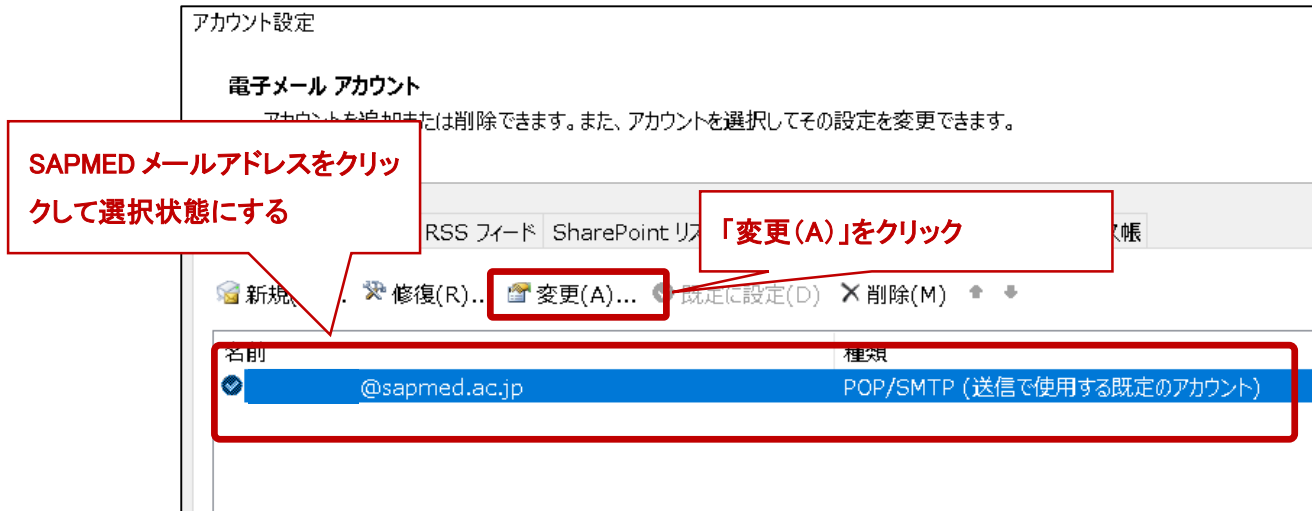 アカウント設定
電子メール アカウント
アカウントを追加または削除できます。また、アカウントを選択してその設定を変更できます。
SAPMED メールアドレスをクリッ
クして選択状態にする
RSS フィード SharePoint リス
「変更(A)」をクリック
帳
新規 .. 修復(R)... 変更(A)... 既定に設定(D) 削除(M)
名前 種類
@sapmed.ac.jp POP/SMTP (送信で使用する既定のアカウント)